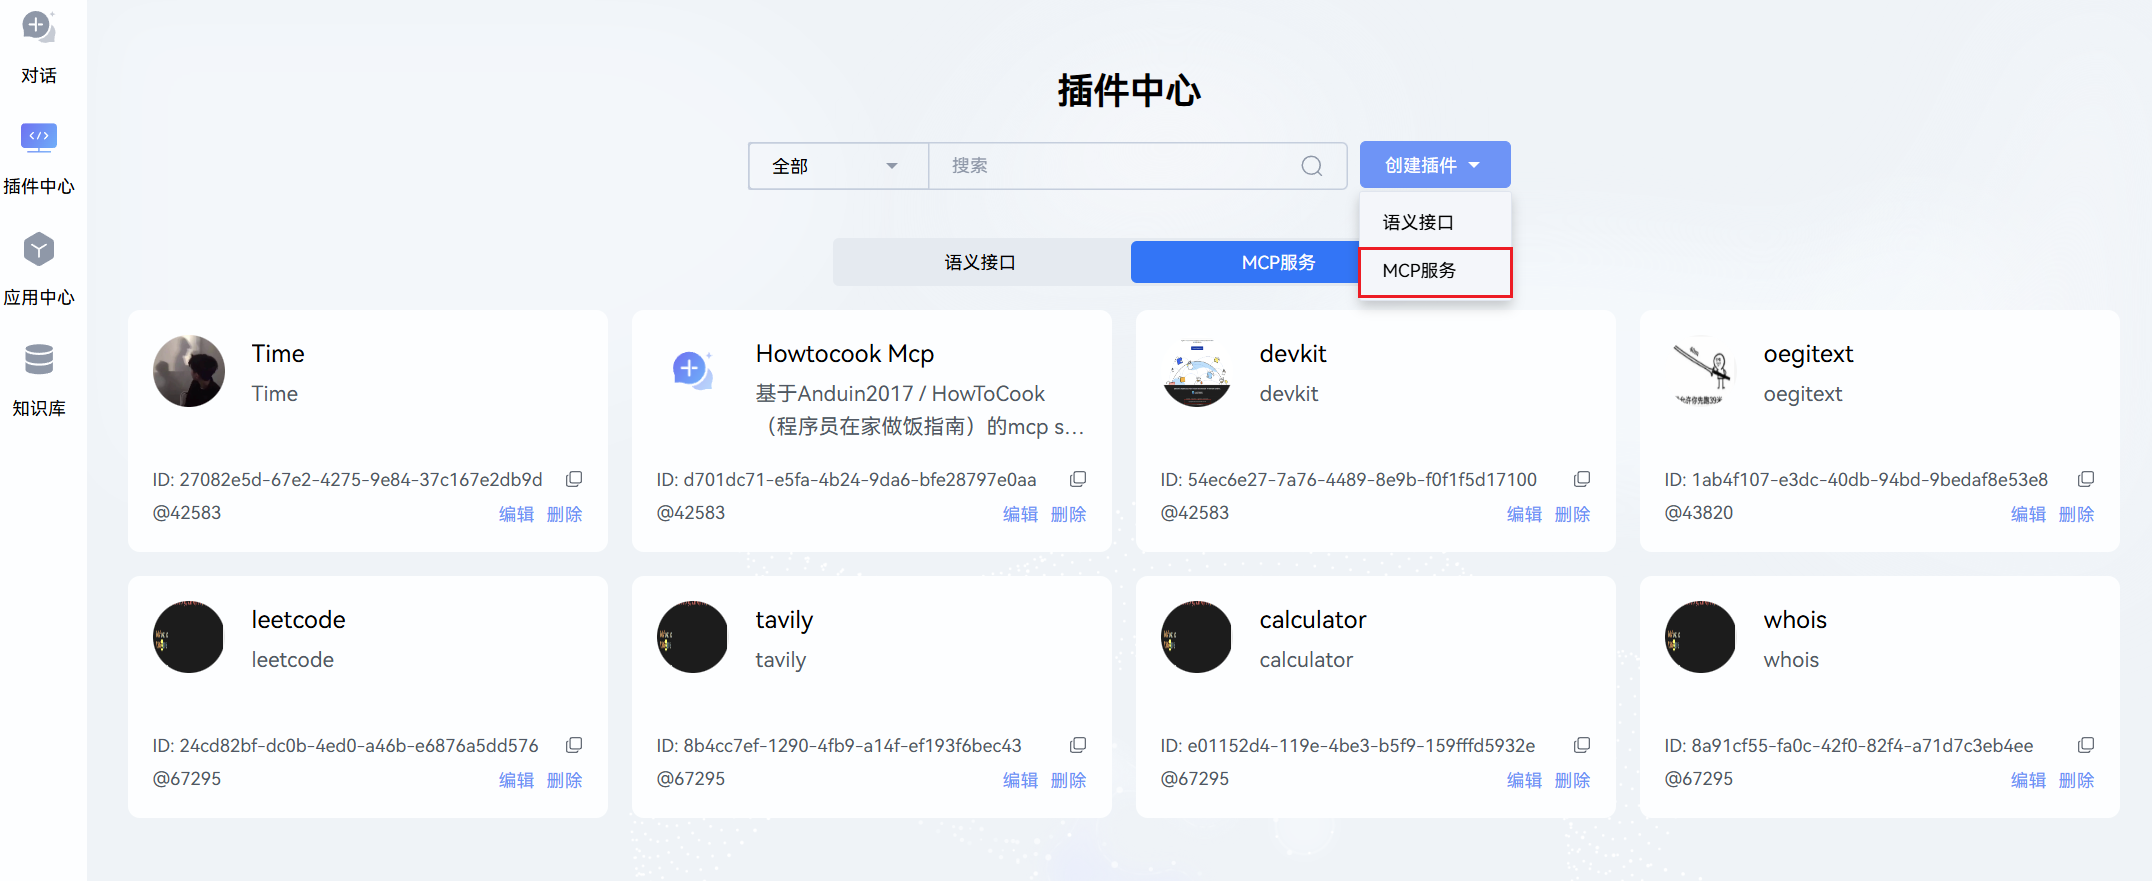 对话
插件中心
应用中心
知识库
插件中心
全部
搜索
创建插件
语义接口
MCP服务
语义接口
MCP服务
Time
Time
ID: 27082e5d-67e2-4275-9e84-37c167e2db9d
@42583
编辑 删除
Howtocook Mcp
基于Anduin2017 / HowToCook
（程序员在家做饭指南）的mcp s...
ID: d701dc71-e5fa-4b24-9da6-bfe28797e0aa
@42583
编辑 删除
devkit
devkit
ID: 54ec6e27-7a76-4489-8e9b-f0f1f5d17100
@42583
编辑 删除
oegitext
oegitext
ID: 1ab4f107-e3dc-40db-94bd-9bedaf8e53e8
@43820
编辑 删除
leetcode
leetcode
ID: 24cd82bf-dc0b-4ed0-a46b-e6876a5dd576
@67295
编辑 删除
tavily
tavily
ID: 8b4cc7ef-1290-4fb9-a14f-ef193f6bec43
@67295
编辑 删除
calculator
calculator
ID: e01152d4-119e-4be3-b5f9-159fffd5932e
@67295
编辑 删除
whois
whois
ID: 8a91cf55-fa0c-42f0-82f4-a71d7c3eb4ee
@67295
编辑 删除